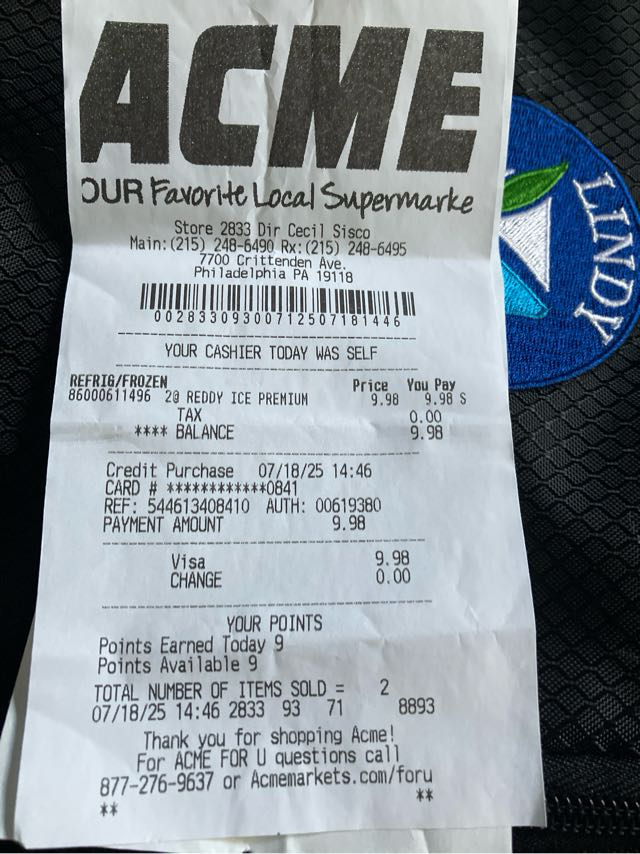 ACME
OUR Favorite Local Supermarke
Store 2833 Dir Cecil Sisco
Main:(215) 248-6490 Rx:(215) 248-6495
7700 Crittenden Ave.
Philadelphia PA 19118
00283309300712507181446
YOUR CASHIER TODAY WAS SELF
Price You Pay
REFRIG/FROZEN
86000611496 2@ REDDY ICE PREMIUM 9.98 9.98 S
TAX 0.00
**** BALANCE 9.98
Credit Purchase 07/18/25 14:46
CARD # ************0841
REF: 544613408410 AUTH: 00619380
PAYMENT AMOUNT 9.98
Visa 9.98
CHANGE 0.00
YOUR POINTS
Points Earned Today 9
Points Available 9
TOTAL NUMBER OF ITEMS SOLD = 2
07/18/25 14:46 2833 93 71 8893
Thank you for shopping Acme!
For ACME FOR U questions call
877-276-9637 or Acmemarkets.com/foru
** **
LINDY